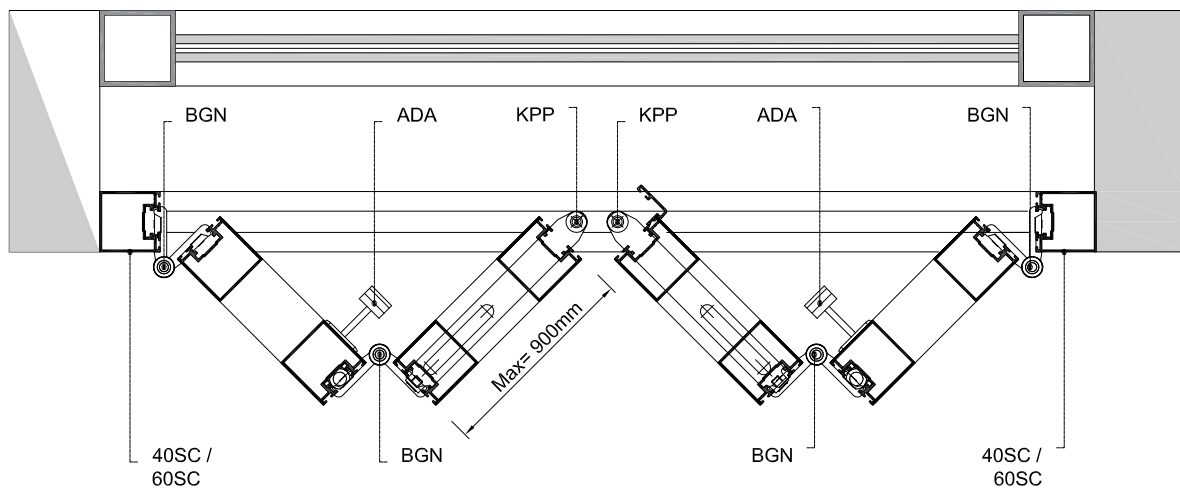 BGN
ADA
KPP
KPP
ADA
BGN
Max= 900mm
40SC /
60SC
BGN
BGN
40SC /
60SC